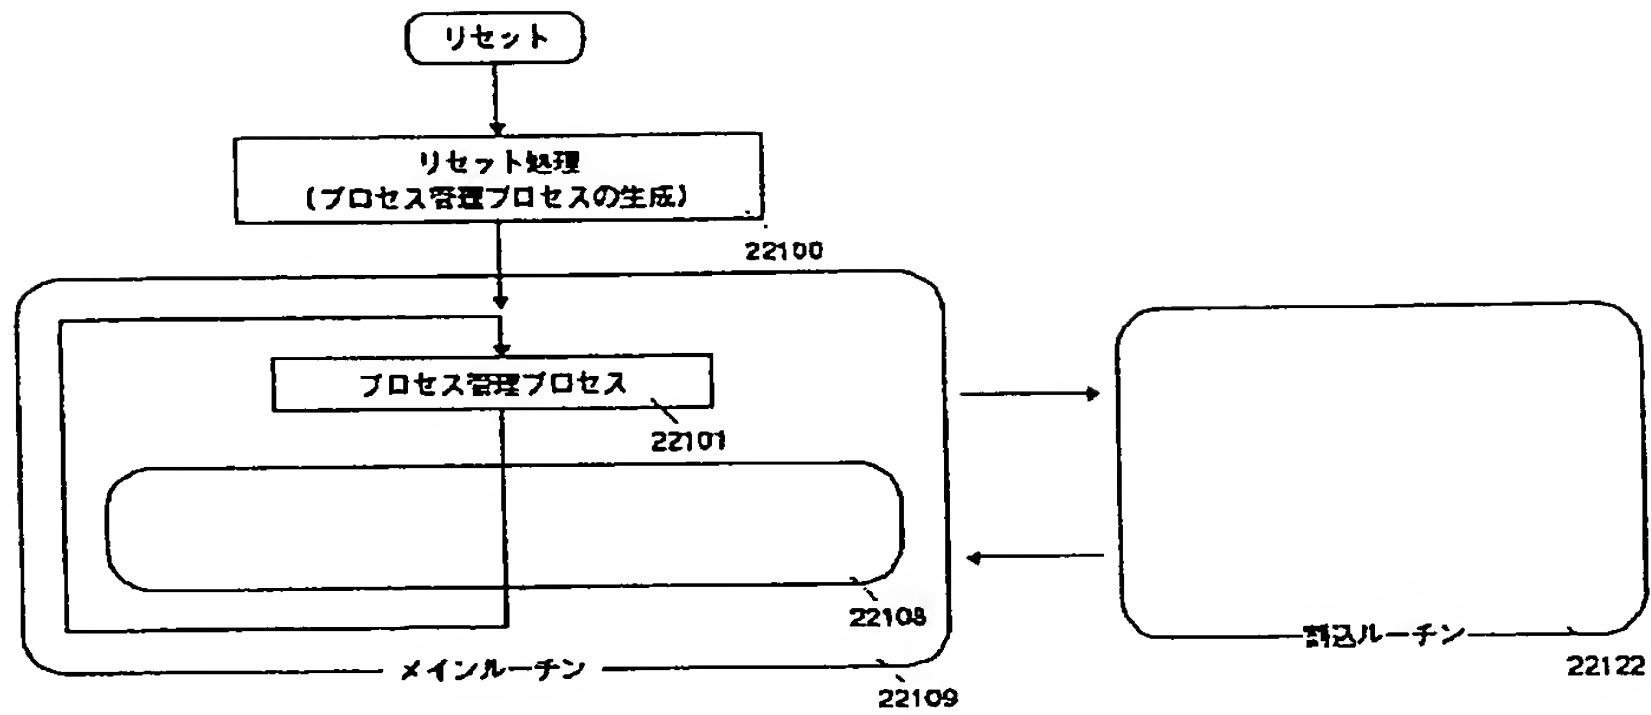 リセット
リセット処理
(プロセス管理プロセスの生成)
22100
プロセス管理プロセス
22101
22108
割込ルーチン
メインルーチン
22122
22109